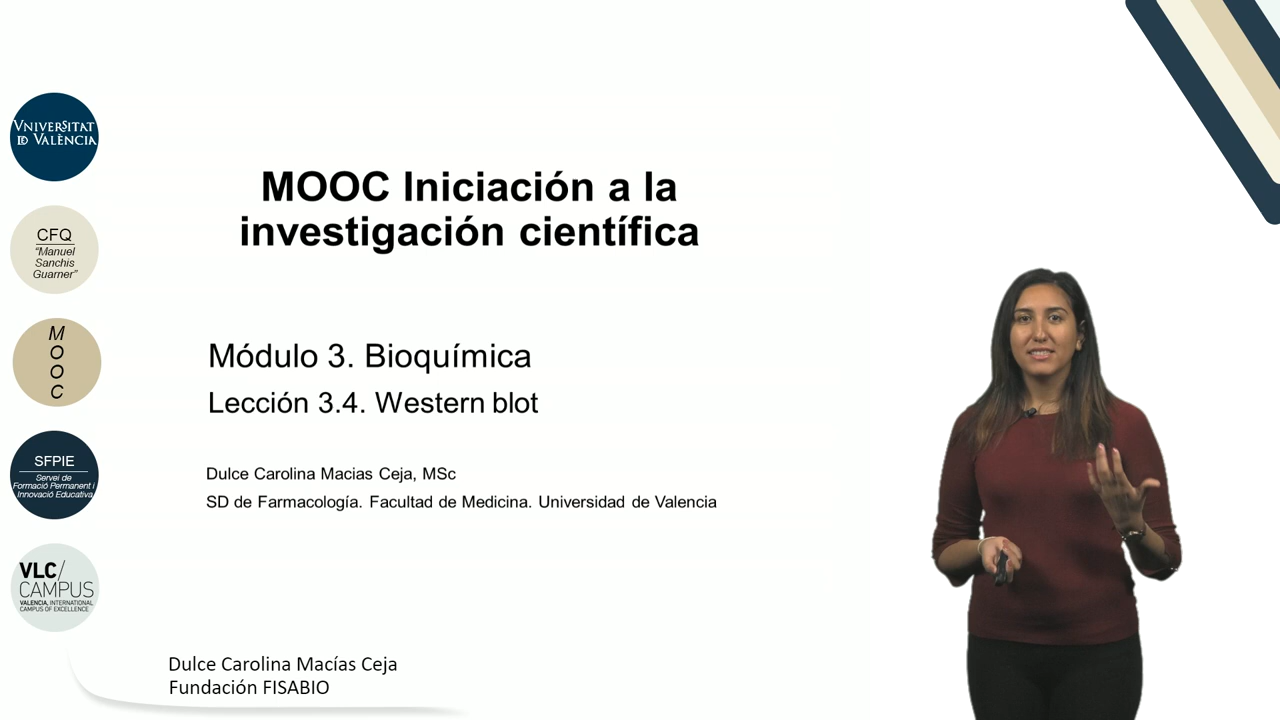 VNIVERSITAT
ID VALÈNCIA
CFQ
“Manuel
Sanchis
Guarner”
M
O
O
C
SFPIE
Servei de
Formació Permanent i
Innovació Educativa
VLC/
CAMPUS
VALENCIA, INTERNATIONAL
CAMPUS OF EXCELLENCE
MOOC Iniciación a la
investigación científica
Módulo 3. Bioquímica
Lección 3.4. Western blot
Dulce Carolina Macias Ceja, MSc
SD de Farmacología. Facultad de Medicina. Universidad de Valencia
Dulce Carolina Macías Ceja
Fundación FISABIO